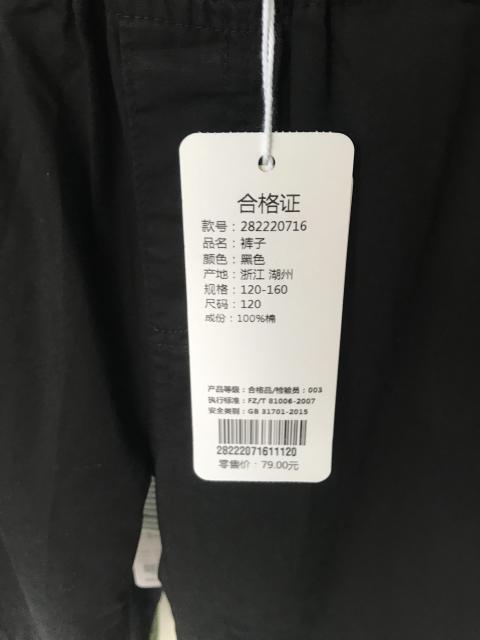 合格证
款号：282220716
品名：裤子
颜色：黑色
产地：浙江 湖州
规格：120-160
尺码：120
成份：100%棉
产品等级：合格品/检验员：003
执行标准：FZ/T 81006-2007
安全类别：GB 31701-2015
28222071611120
零售价：79.00元